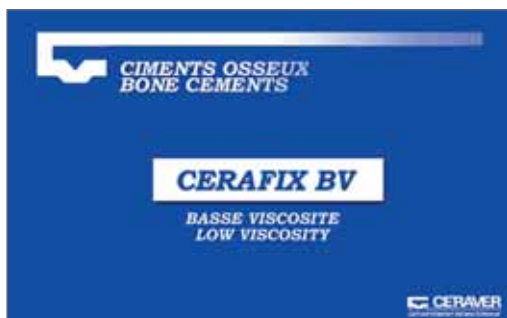 CIMENTS OSSEUX
BONE CEMENTS
CERAFIX BV
BASSE VISCOSITE
LOW VISCOSITY
CERAVER